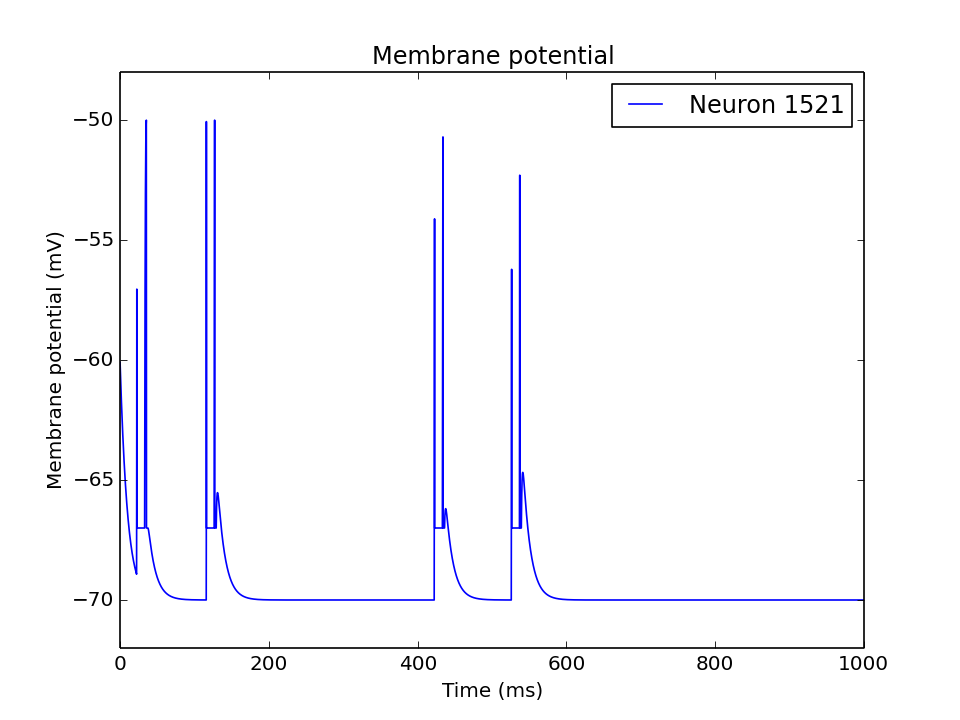 Membrane potential
Neuron 1521
Membrane potential (mV)
−50
−55
−60
−65
−70
0 200 400 600 800 1000
Time (ms)